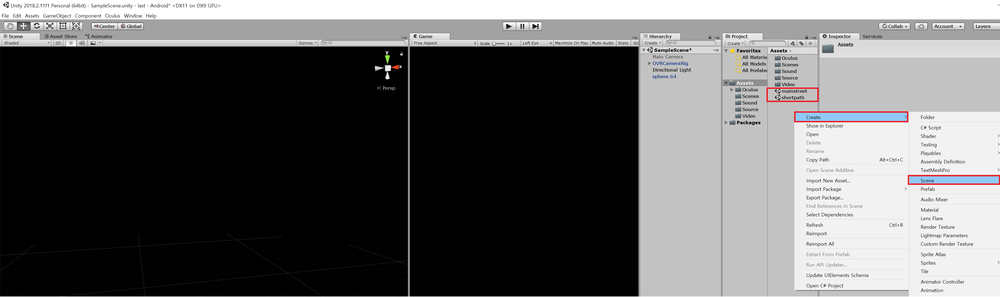 Unity 2018.2.11f1 Personal (64bit) - SampleScene.unity - last - Android* <DX11 on DX9 GPU>
File Edit Assets GameObject Component Oculus Window Help
Center Global
Collab Account Layers
Scene Asset Store Animator
Shaded 2D Gizmos All
y
x
Persp
Game
Free Aspect Scale 1x Left Eye Maximize On Play Mute Audio Stats Giz
Hierarchy
Create All
SampleScene*
Main Camera
OVRCameraRig
Directional Light
sphere.64
Project
Create
Favorites
All Materia
All Models
All Prefabs
Assets
Oculus
Scenes
Sound
Source
Video
Packages
Assets
Oculus
Scenes
Sound
Source
Video
mainstreet
shortpath
Inspector Services
Assets
Create
Show in Explorer
Open
Delete
Rename
Copy Path Alt+Ctrl+C
Open Scene Additive
Import New Asset...
Import Package
Export Package...
Find References In Scene
Select Dependencies
Refresh Ctrl+R
Reimport
Reimport All
Extract From Prefab
Run API Updater...
Update UIElements Schema
Open C# Project
Folder
C# Script
Shader
Testing
Playables
Assembly Definition
TextMeshPro
Scene
Prefab
Audio Mixer
Material
Lens Flare
Render Texture
Lightmap Parameters
Custom Render Texture
Sprite Atlas
Sprites
Tile
Animator Controller
Animation